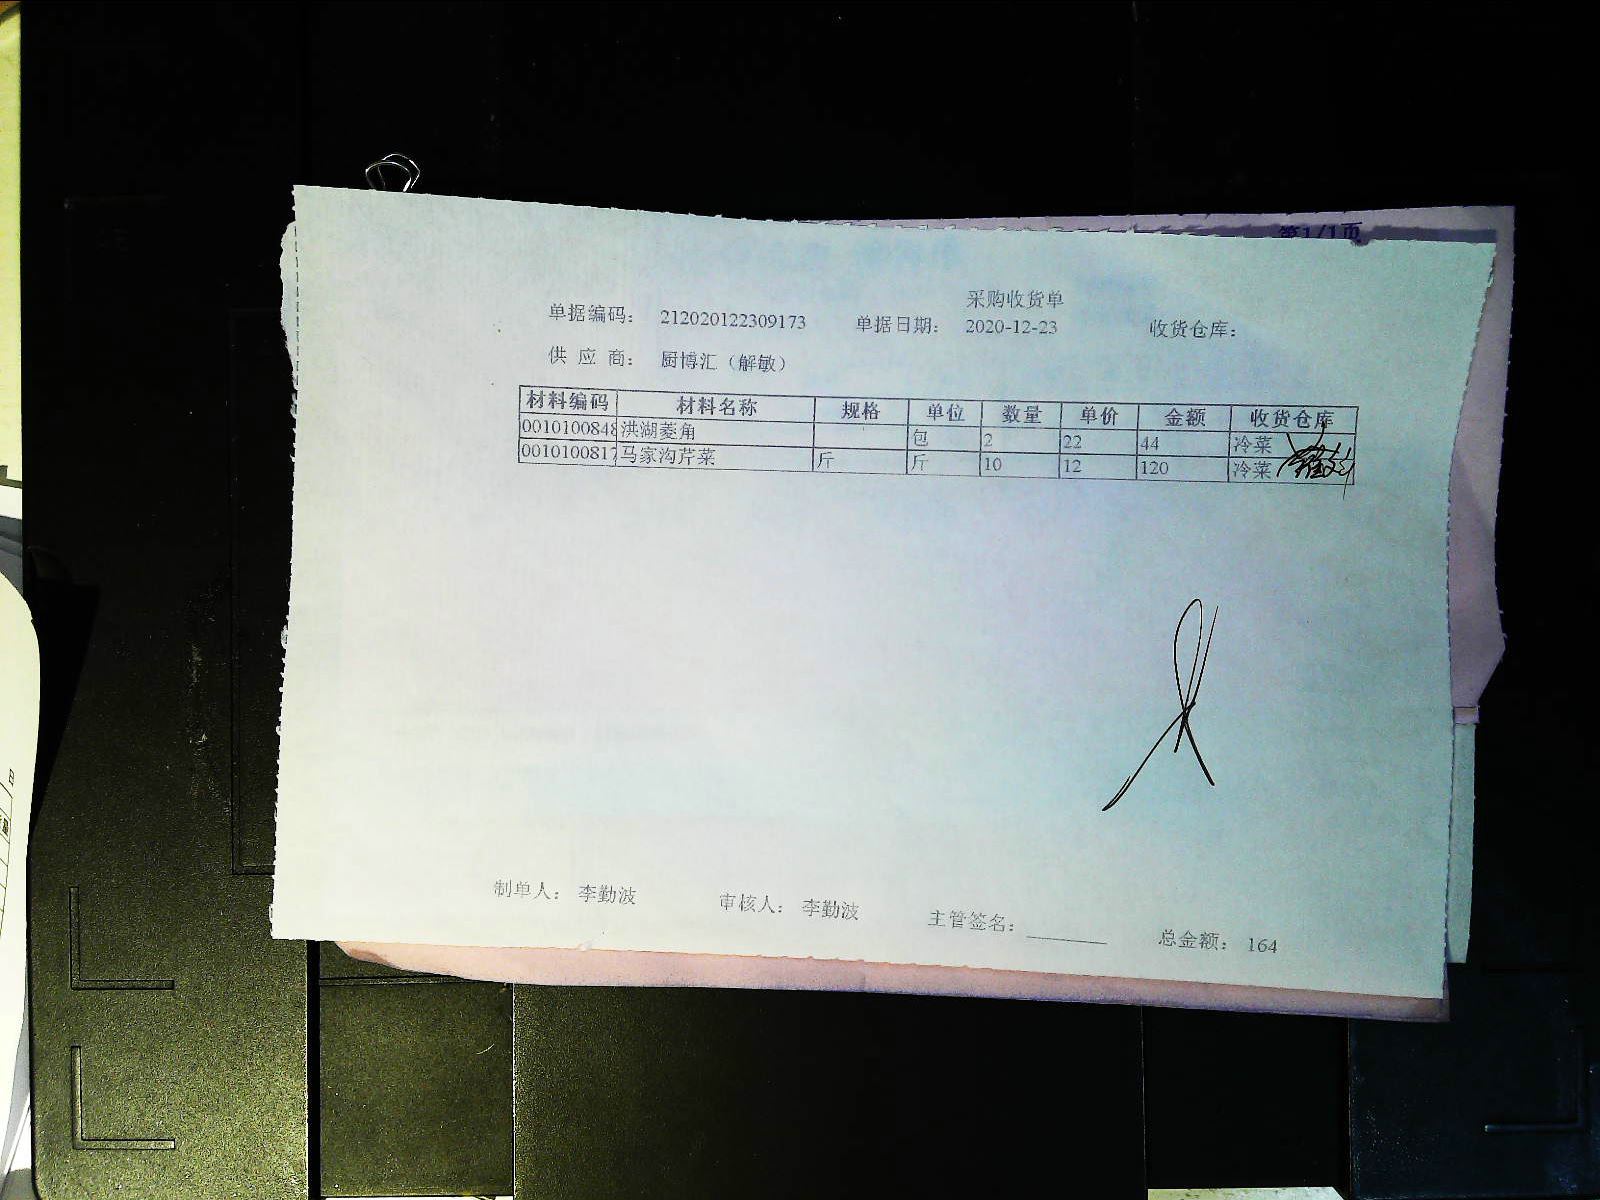 第1/1页
采购收货单
单据编码： 212020122309173 单据日期： 2020-12-23 收货仓库：
供 应 商： 厨博汇（解敏）
材料编码 材料名称 规格 单位 数量 单价 金额 收货仓库
0010100848 洪湖菱角 包 2 22 44 冷菜
0010100817 马家沟芹菜 斤 斤 10 12 120 冷菜
制单人： 李勤波 审核人： 李勤波 主管签名： 总金额： 164